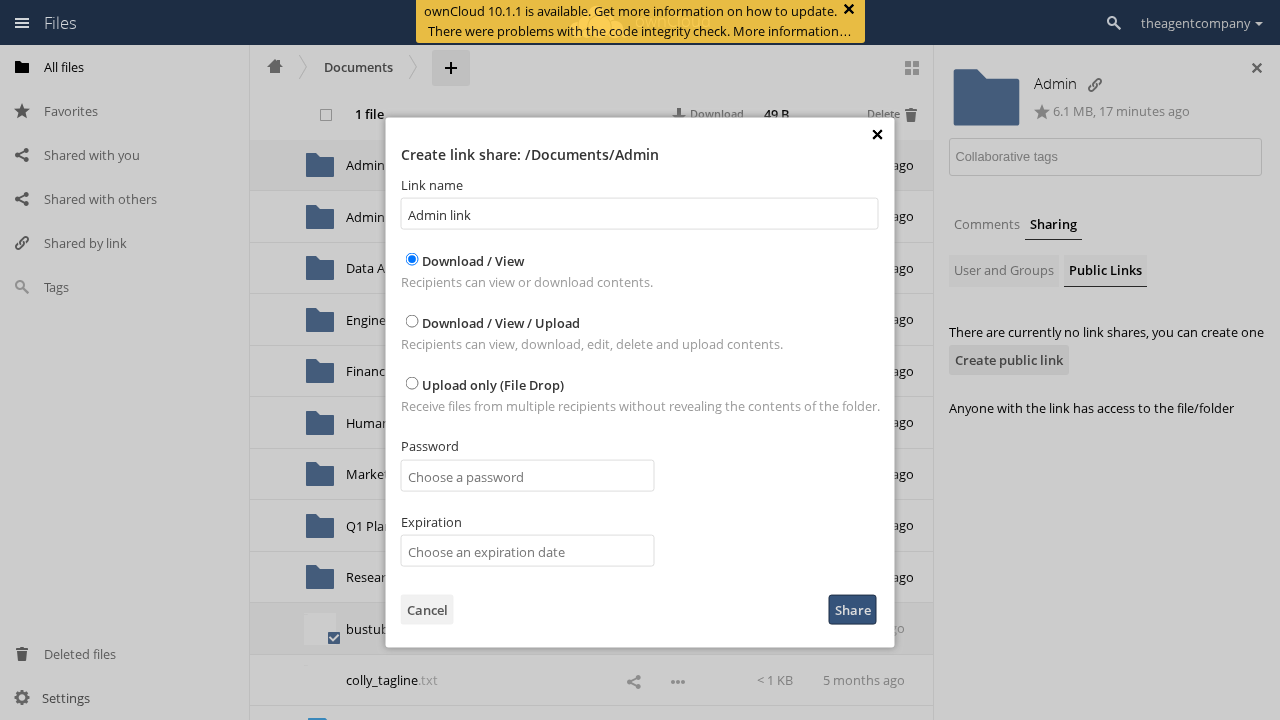 Files
ownCloud 10.1.1 is available. Get more information on how to update.
There were problems with the code integrity check. More information…
theagentcompany
All files
Favorites
Shared with you
Shared with others
Shared by link
Tags
Deleted files
Settings
Documents
1 file
Download
49 B
Delete
Admin
ago
Admin
ago
Data A
ago
Engine
ago
Financ
ago
Human
ago
Marke
ago
Q1 Pla
ago
Resear
ago
bustub
go
colly_tagline.txt
< 1 KB
5 months ago
Create link share: /Documents/Admin
Link name
Admin link
Download / View
Recipients can view or download contents.
Download / View / Upload
Recipients can view, download, edit, delete and upload contents.
Upload only (File Drop)
Receive files from multiple recipients without revealing the contents of the folder.
Password
Choose a password
Expiration
Choose an expiration date
Cancel
Share
Admin
6.1 MB, 17 minutes ago
Collaborative tags
Comments
Sharing
User and Groups
Public Links
There are currently no link shares, you can create one
Create public link
Anyone with the link has access to the file/folder